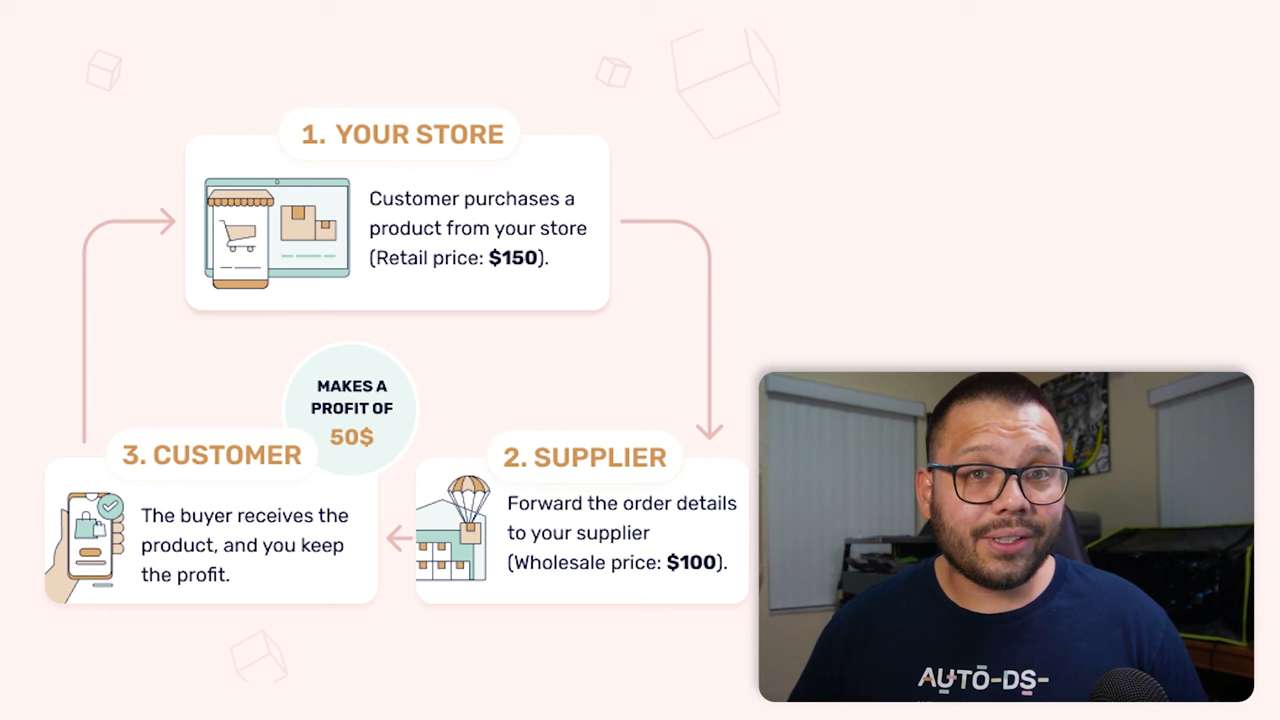 1. YOUR STORE
Customer purchases a
product from your store
(Retail price: $150).
MAKES A
PROFIT OF
50$
3. CUSTOMER
The buyer receives the
product, and you keep
the profit.
2. SUPPLIER
Forward the order details
to your supplier
(Wholesale price: $100).
AUTO-DS-